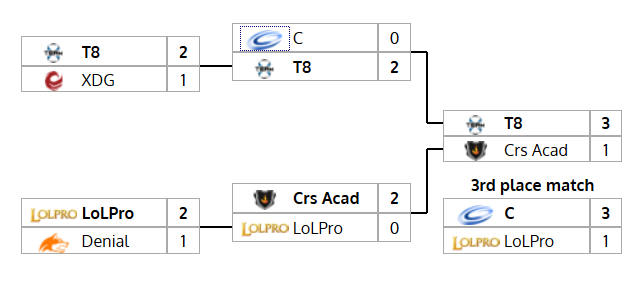 T8 2
XDG 1
C 0
T8 2
T8 3
Crs Acad 1
3rd place match
C 3
LOLPRO LoLPro 1
Crs Acad 2
LOLPRO LoLPro 0
LOLPRO LoLPro 2
Denial 1